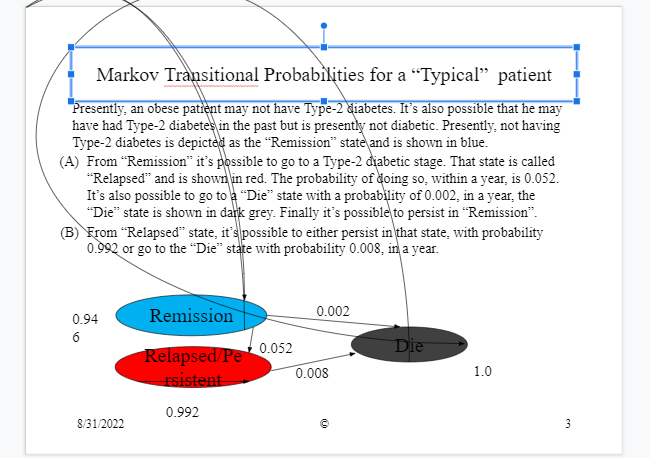 Markov Transitional Probabilities for a “Typical” patient
Presently, an obese patient may not have Type-2 diabetes. It’s also possible that he may
have had Type-2 diabetes in the past but is presently not diabetic. Presently, not having
Type-2 diabetes is depicted as the “Remission” state and is shown in blue.
(A) From “Remission” it’s possible to go to a Type-2 diabetic stage. That state is called
“Relapsed” and is shown in red. The probability of doing so, within a year, is 0.052.
It’s also possible to go to a “Die” state with a probability of 0.002, in a year, the
“Die” state is shown in dark grey. Finally it’s possible to persist in “Remission”.
(B) From “Relapsed” state, it’s possible to either persist in that state, with probability
0.992 or go to the “Die” state with probability 0.008, in a year.
0.94
6
Remission
0.002
Relapsed/Pe
rsistent
0.052
Die
0.008
1.0
0.992
8/31/2022
©
3